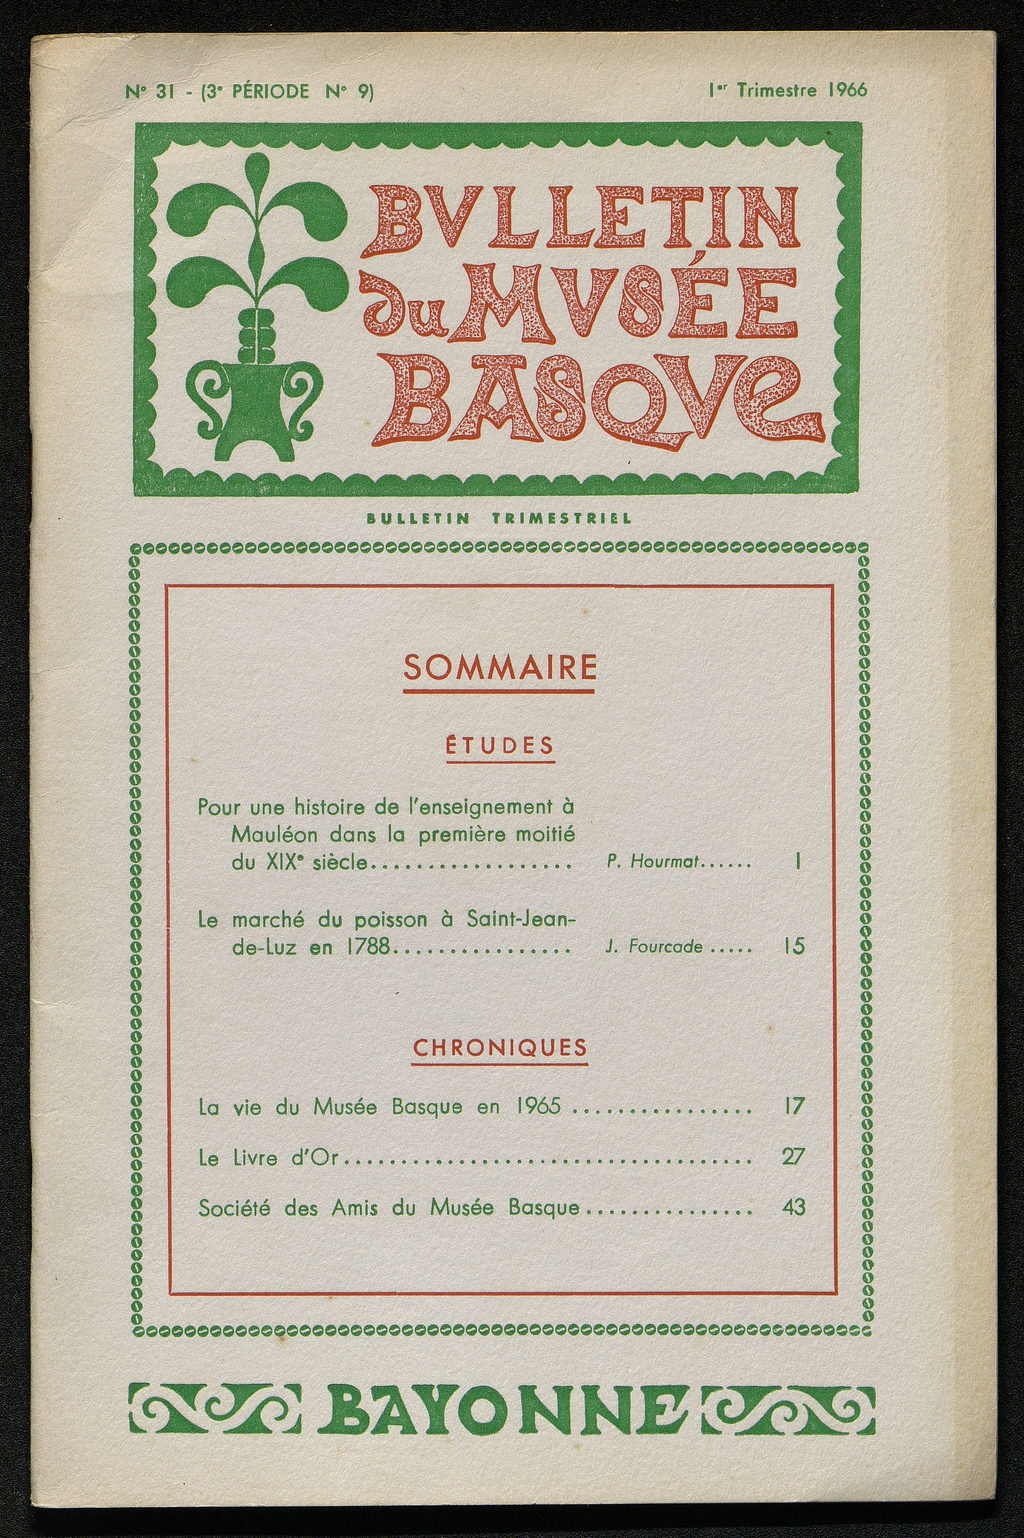 N° 31 - (3e PÉRIODE N° 9)
1er Trimestre 1966
BVLLETIN
du MVSÉE
BASQVE
BULLETIN TRIMESTRIEL
SOMMAIRE
ÉTUDES
Pour une histoire de l'enseignement à
Mauléon dans la première moitié
du XIXe siècle.................. P. Hourmat...... 1
Le marché du poisson à Saint-Jean-
de-Luz en 1788................ J. Fourcade ..... 15
CHRONIQUES
La vie du Musée Basque en 1965 ................ 17
Le Livre d'Or..................................... 27
Société des Amis du Musée Basque............... 43
BAYONNE